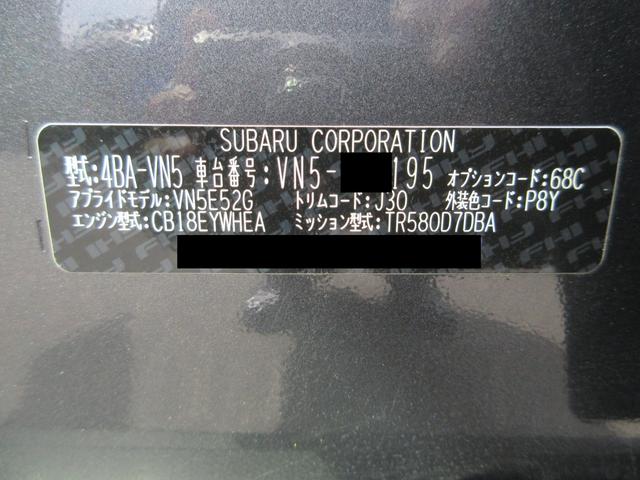 SUBARU CORPORATION
型式:4BA-VN5 車台番号:VN5- 195 オプションコード:68C
アプライドモデル:VN5E52G トリムコード:J30 外装色コード:P8Y
エンジン型式:CB18EYWHEA ミッション型式:TR580D7DBA